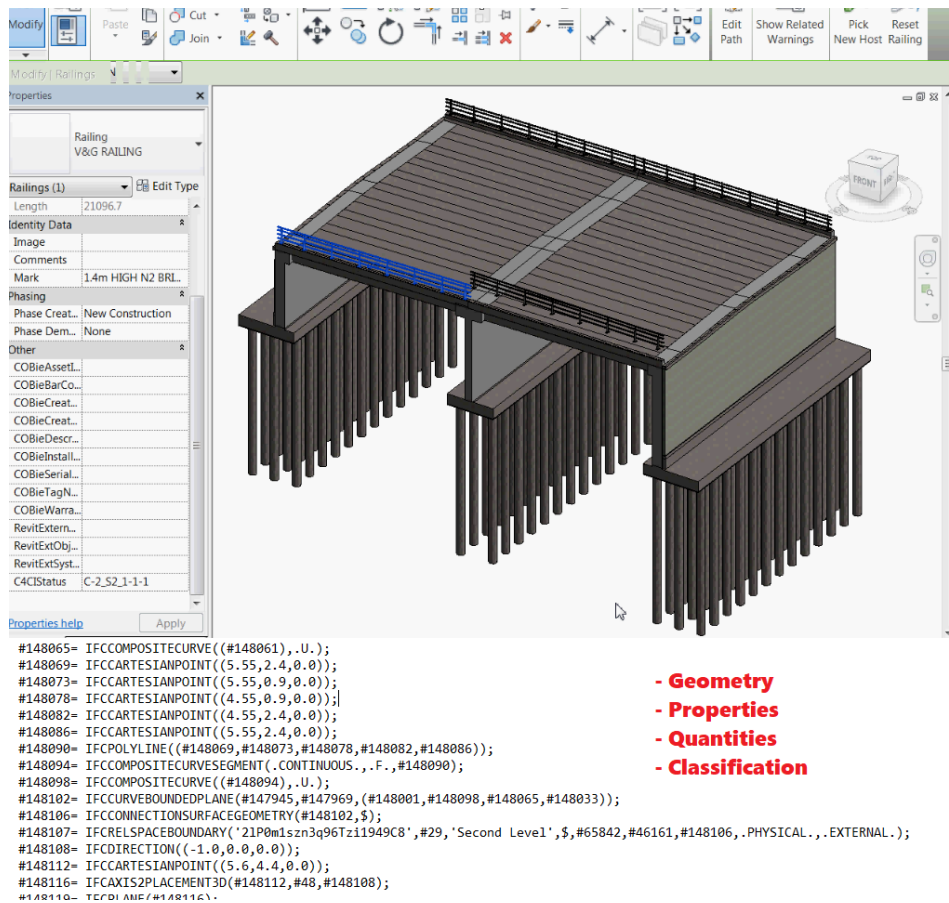 Modify
Paste
Cut
Join
Edit Path
Show Related Warnings
Pick New Host
Reset Railing
Modify | Railings
Properties
Railing
V&G RAILING
Railings (1)
Edit Type
Length 21096.7
Identity Data
Image
Comments
Mark 1.4m HIGH N2 BRI...
Phasing
Phase Creat... New Construction
Phase Dem... None
Other
COBieAssetI...
COBieBarCo...
COBieCreat...
COBieCreat...
COBieDescr...
COBieInstall...
COBieSerial...
COBieTagN...
COBieWarra...
RevitExtern...
RevitExtObj...
RevitExtSyst...
C4CIStatus C-2_S2_1-1-1
Properties help
Apply
TOP
FRONT
#148065= IFCCOMPOSITECURVE((#148061),.U.);
#148069= IFCCARTESIANPOINT((5.55,2.4,0.0));
#148073= IFCCARTESIANPOINT((5.55,0.9,0.0));
#148078= IFCCARTESIANPOINT((4.55,0.9,0.0));
#148082= IFCCARTESIANPOINT((4.55,2.4,0.0));
#148086= IFCCARTESIANPOINT((5.55,2.4,0.0));
#148090= IFCPOLYLINE((#148069,#148073,#148078,#148082,#148086));
#148094= IFCCOMPOSITECURVESEGMENT(.CONTINUOUS.,.F.,#148090);
#148098= IFCCOMPOSITECURVE((#148094),.U.);
#148102= IFCCURVEBOUNDEDPLANE(#147945,#147969,(#148001,#148098,#148065,#148033));
#148106= IFCCONNECTIONSURFACEGEOMETRY(#148102,$);
#148107= IFCRELSPACEBOUNDARY('2lP0m1szn3q96Tzi1949C8',#29,'Second Level',$,#65842,#46161,#148106,.PHYSICAL.,.EXTERNAL.);
#148108= IFCDIRECTION((-1.0,0.0,0.0));
#148112= IFCCARTESIANPOINT((5.6,4.4,0.0));
#148116= IFCAXIS2PLACEMENT3D(#148112,#48,#148108);
#148119= IFCPLANE(#148116);
- Geometry
- Properties
- Quantities
- Classification